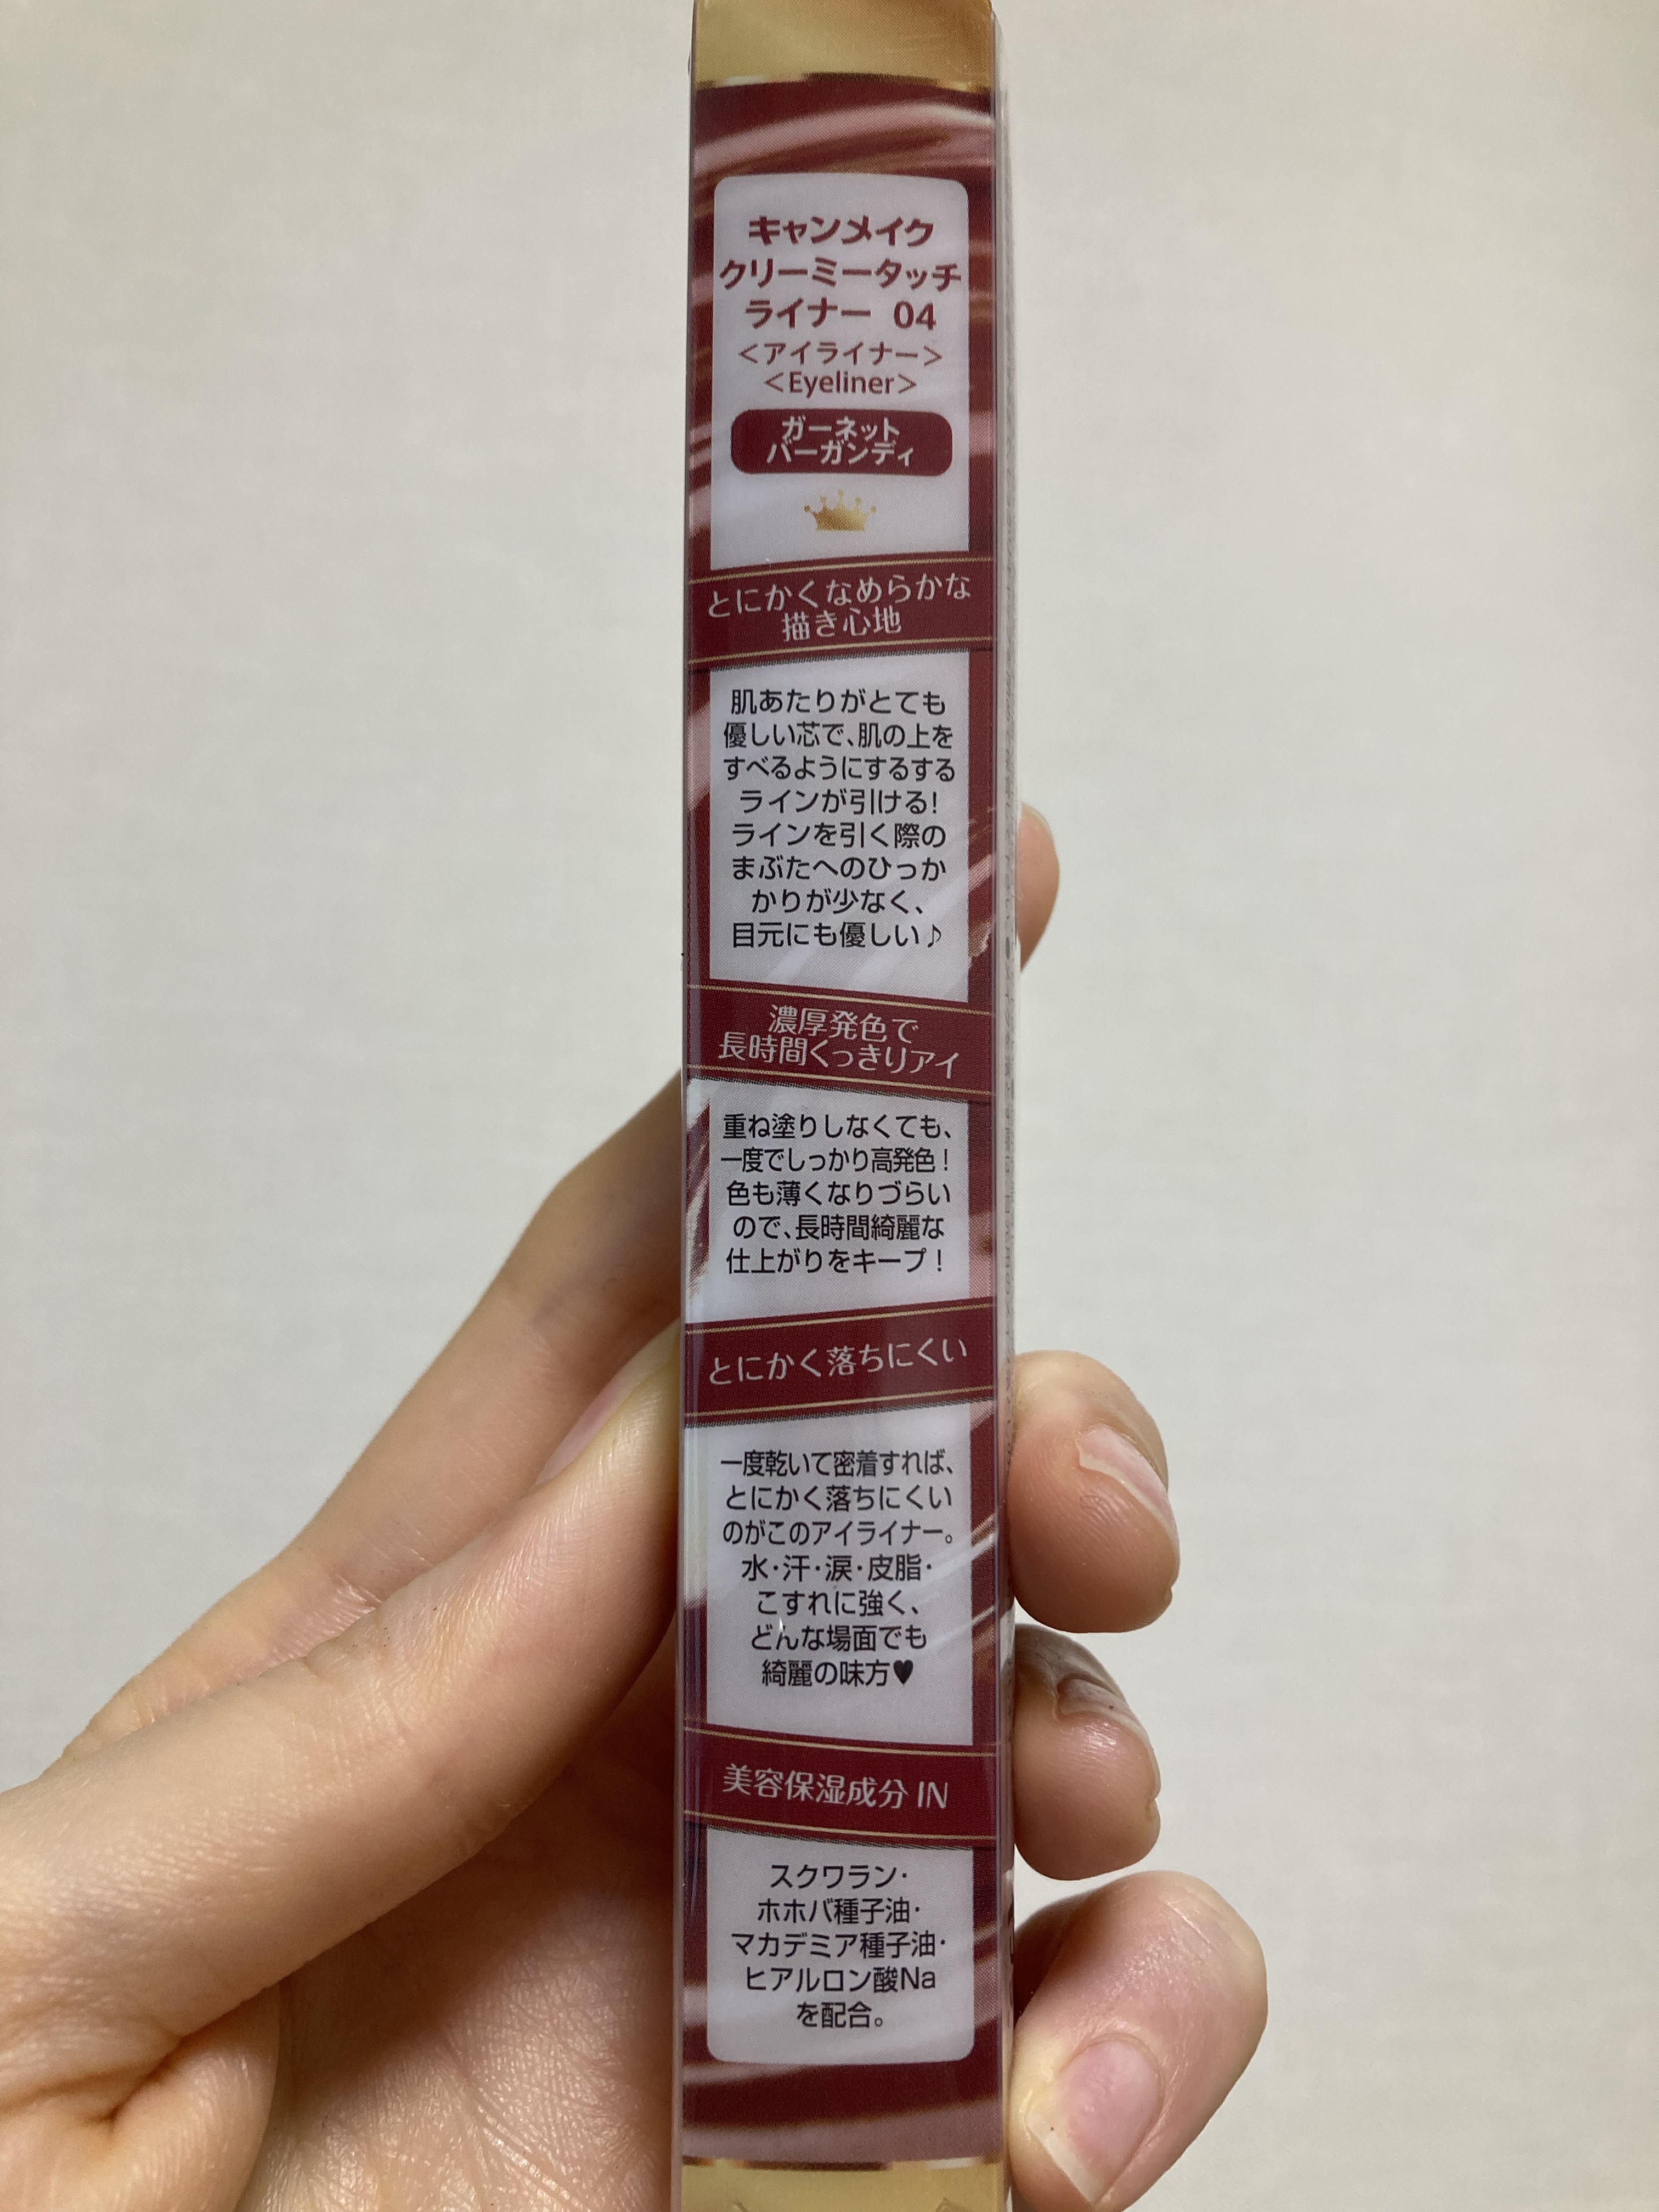 キャンメイク
クリーミータッチ
ライナー 04
＜アイライナー＞
＜Eyeliner＞
ガーネット
バーガンディ
とにかくなめらかな
描き心地
肌あたりがとても
優しい芯で、肌の上を
すべるようにするする
ラインが引ける！
ラインを引く際の
まぶたへのひっか
かりが少なく、
目元にも優しい♪
濃厚発色で
長時間くっきりアイ
重ね塗りしなくても、
一度でしっかり高発色！
色も薄くなりづらい
ので、長時間綺麗な
仕上がりをキープ！
とにかく落ちにくい
一度乾いて密着すれば、
とにかく落ちにくい
のがこのアイライナー。
水・汗・涙・皮脂・
こすれに強く、
どんな場面でも
綺麗の味方♥
美容保湿成分 IN
スクワラン・
ホホバ種子油・
マカデミア種子油・
ヒアルロン酸Na
を配合。